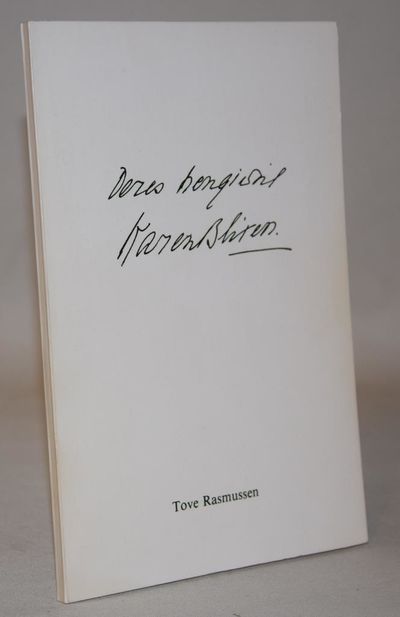 Deres hengivne
Karen Blixen.
Tove Rasmussen